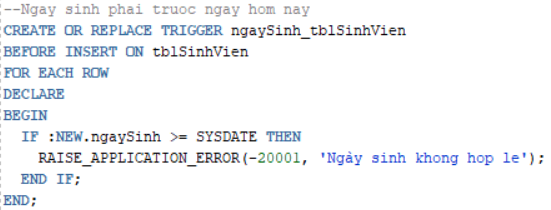 --Ngay sinh phai truoc ngay hom nay
CREATE OR REPLACE TRIGGER ngaySinh_tblSinhVien
BEFORE INSERT ON tblSinhVien
FOR EACH ROW
DECLARE
BEGIN
IF :NEW.ngaySinh >= SYSDATE THEN
RAISE_APPLICATION_ERROR(-20001, 'Ngày sinh khong hop le');
END IF;
END;